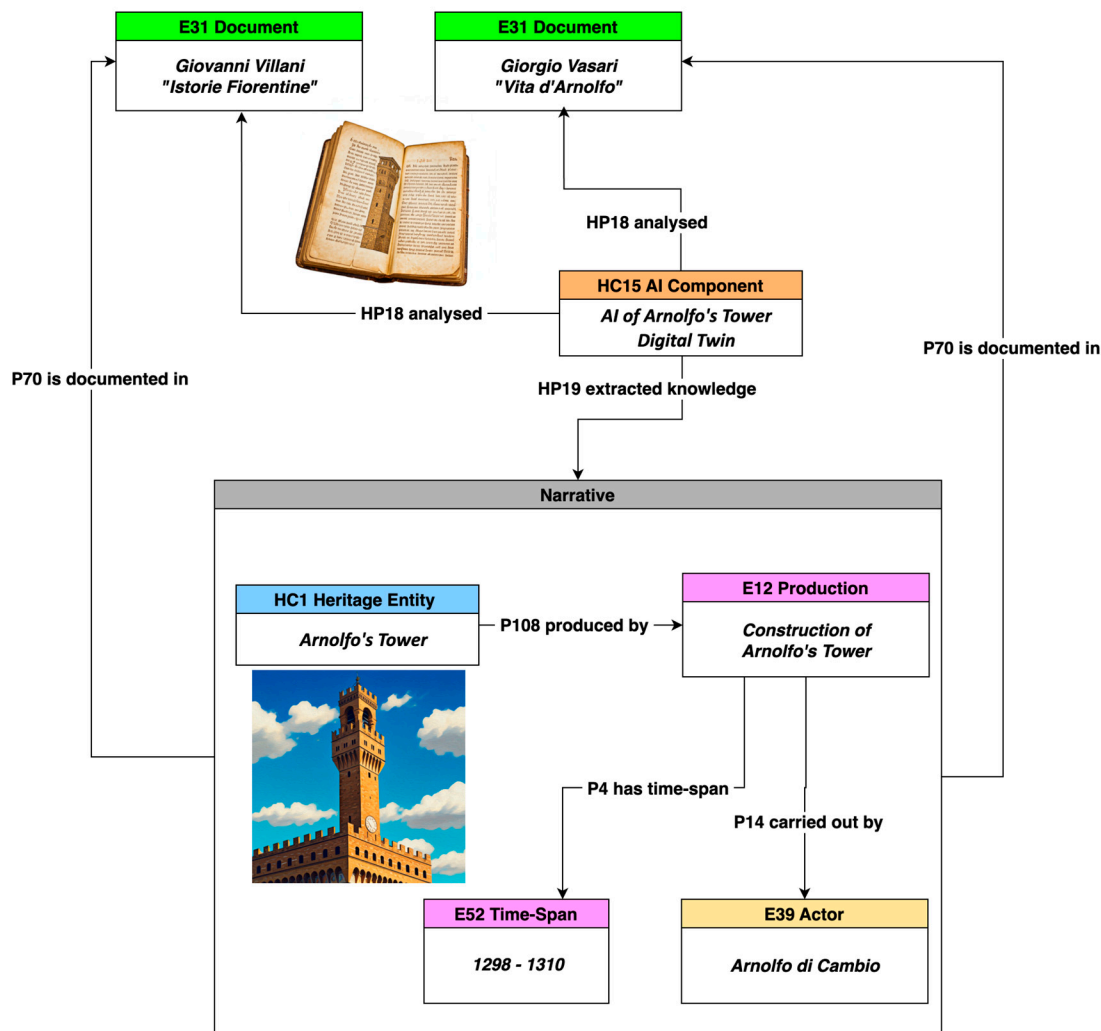 E31 Document
Giovanni Villani
"Istorie Fiorentine"
E31 Document
Giorgio Vasari
"Vita d'Arnolfo"
HP18 analysed
HC15 AI Component
AI of Arnolfo's Tower
Digital Twin
HP18 analysed
P70 is documented in
P70 is documented in
HP19 extracted knowledge
Narrative
HC1 Heritage Entity
Arnolfo's Tower
P108 produced by
E12 Production
Construction of
Arnolfo's Tower
P4 has time-span
P14 carried out by
E52 Time-Span
1298 - 1310
E39 Actor
Arnolfo di Cambio